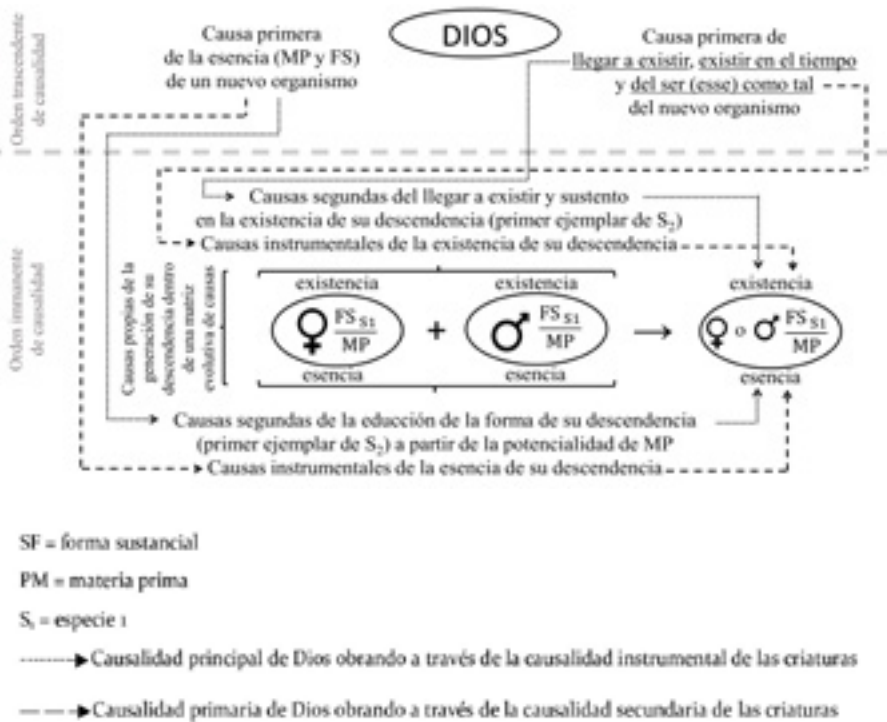 Orden trascendente
de causalidad
Causa primera
de la esencia (MP y FS)
de un nuevo organismo
DIOS
Causa primera de
llegar a existir, existir en el tiempo
y del ser (esse) como tal
del nuevo organismo
Orden inmanente
de causalidad
Causas segundas del llegar a existir y sustento
en la existencia de su descendencia (primer ejemplar de S₂)
Causas instrumentales de la existencia de su descendencia
Causas propias de la
generación de su
descendencia dentro
de una matriz
evolutiva de causas
existencia
♀ FS S1
MP
esencia
+
existencia
♂ FS S1
MP
esencia
existencia
♀ o ♂ FS S1
MP
esencia
Causas segundas de la educción de la forma de su descendencia
(primer ejemplar de S₂) a partir de la potencialidad de MP
Causas instrumentales de la esencia de su descendencia
SF = forma sustancial
PM = materia prima
S₁ = especie 1
Causalidad principal de Dios obrando a través de la causalidad instrumental de las criaturas
Causalidad primaria de Dios obrando a través de la causalidad secundaria de las criaturas